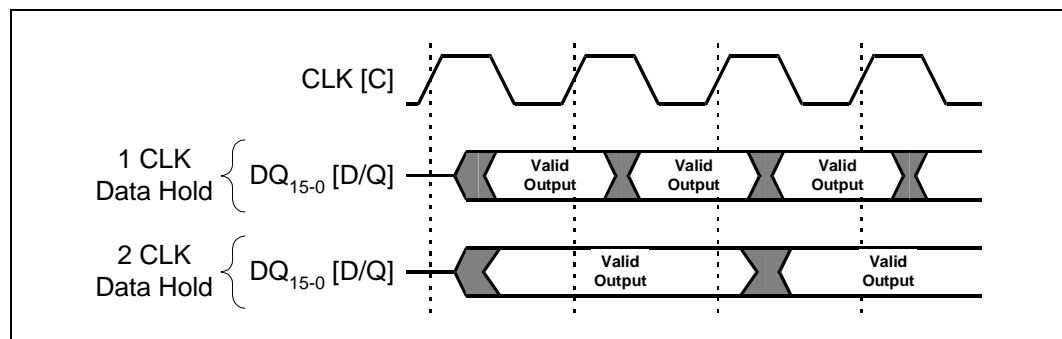 CLK [C]
1 CLK
Data Hold
DQ15-0 [D/Q]
Valid
Output
Valid
Output
Valid
Output
2 CLK
Data Hold
DQ15-0 [D/Q]
Valid
Output
Valid
Output